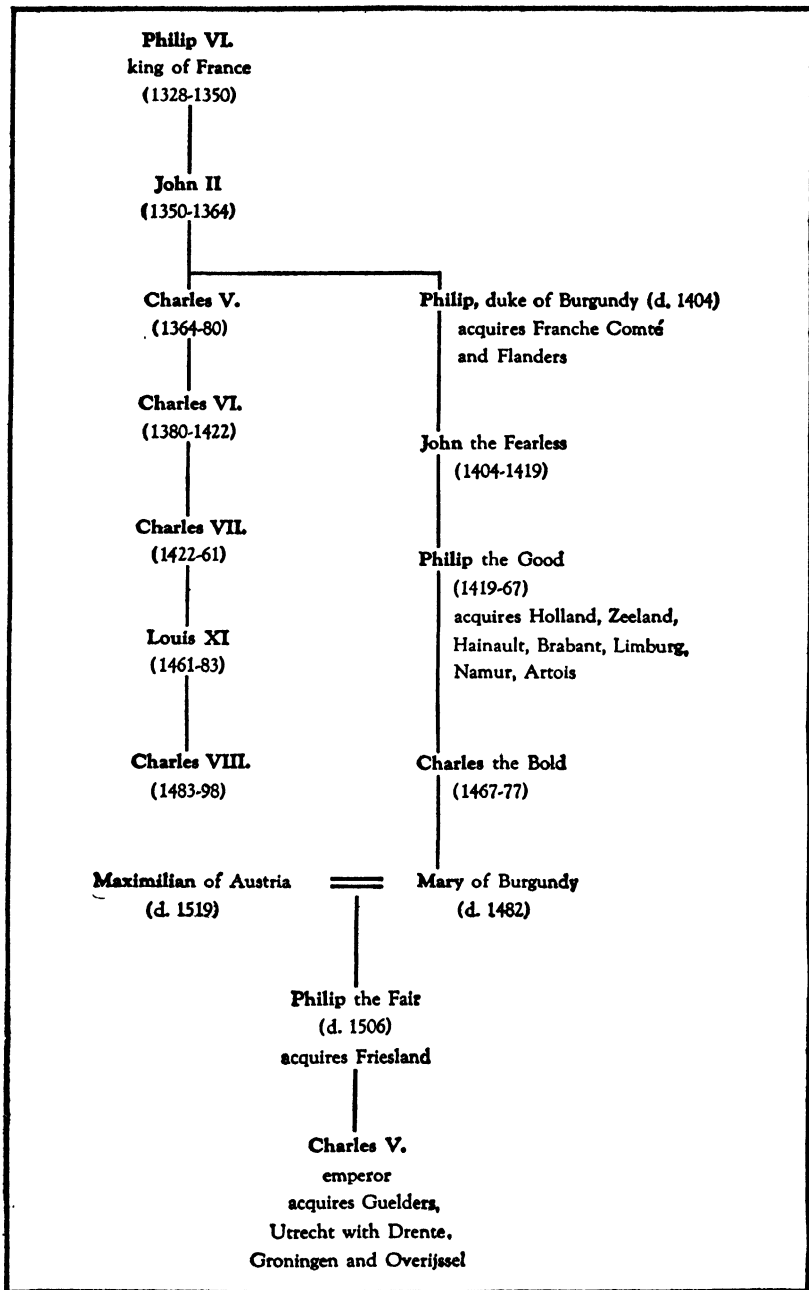 Philip VI.
king of France
(1328-1350)
John II
(1350-1364)
Charles V.
(1364-80)
Philip, duke of Burgundy (d. 1404)
acquires Franche Comté
and Flanders
Charles VI.
(1380-1422)
John the Fearless
(1404-1419)
Charles VII.
(1422-61)
Philip the Good
(1419-67)
acquires Holland, Zeeland,
Hainault, Brabant, Limburg,
Namur, Artois
Louis XI
(1461-83)
Charles VIII.
(1483-98)
Charles the Bold
(1467-77)
Maximilian of Austria
(d. 1519)
Mary of Burgundy
(d. 1482)
Philip the Fair
(d. 1506)
acquires Friesland
Charles V.
emperor
acquires Guelders,
Utrecht with Drente,
Groningen and Overijssel